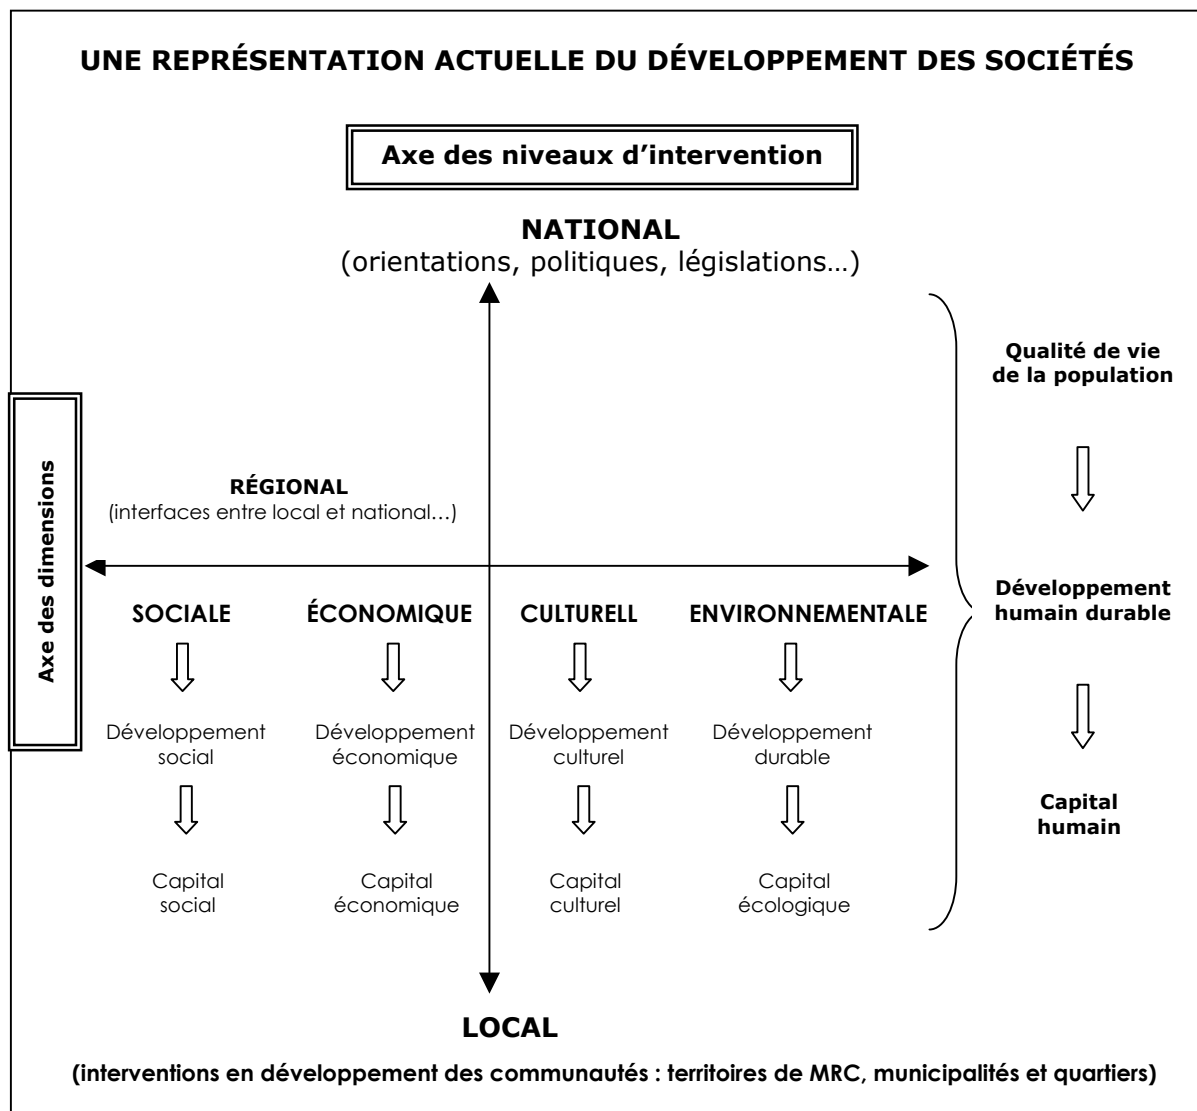 UNE REPRÉSENTATION ACTUELLE DU DÉVELOPPEMENT DES SOCIÉTÉS
Axe des niveaux d’intervention
NATIONAL
(orientations, politiques, législations…)
Qualité de vie
de la population
Axe des dimensions
RÉGIONAL
(interfaces entre local et national…)
Développement
humain durable
SOCIALE
ÉCONOMIQUE
CULTURELL
ENVIRONNEMENTALE
Développement
social
Développement
économique
Développement
culturel
Développement
durable
Capital
humain
Capital
social
Capital
économique
Capital
culturel
Capital
écologique
LOCAL
(interventions en développement des communautés : territoires de MRC, municipalités et quartiers)